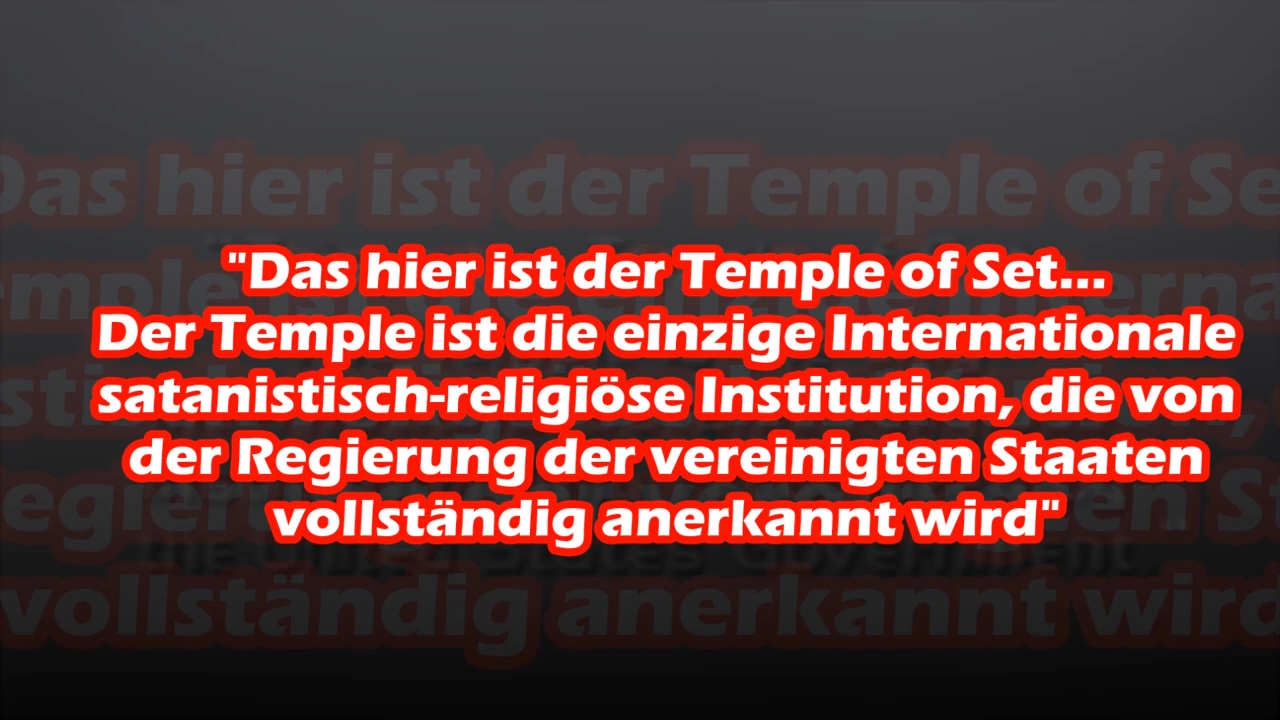 "Das hier ist der Temple of Set...
Der Temple ist die einzige Internationale
satanistisch-religiöse Institution, die von
der Regierung der vereinigten Staaten
vollständig anerkannt wird"